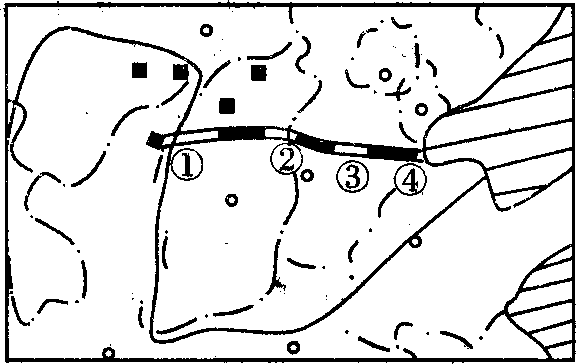 ① ② ③ ④